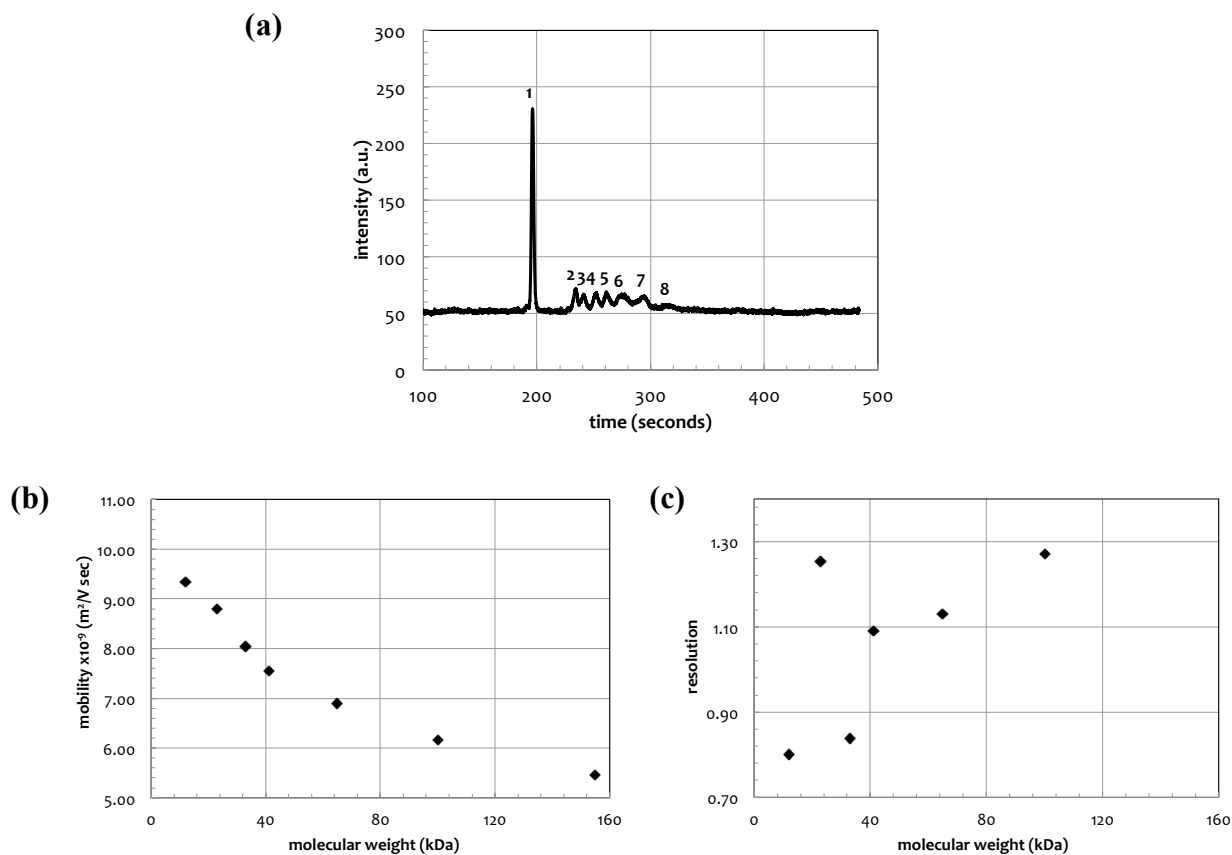 (a)
300
250
200
150
100
50
0
intensity (a.u.)
1
2 3 4 5 6 7 8
100 200 300 400 500
time (seconds)
(b)
11.00
10.00
9.00
8.00
7.00
6.00
5.00
mobility x10⁻⁹ (m²/V sec)
0 40 80 120 160
molecular weight (kDa)
(c)
1.30
1.10
0.90
0.70
resolution
0 40 80 120 160
molecular weight (kDa)